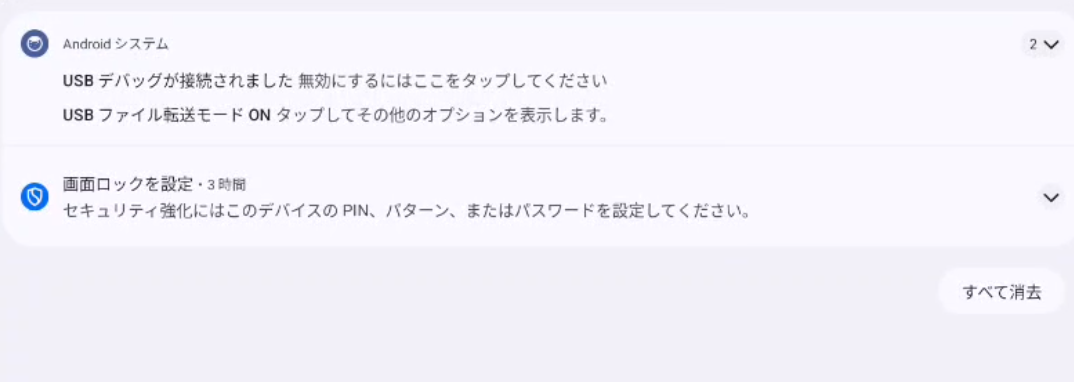 Android システム
2
USB デバッグが接続されました 無効にするにはここをタップしてください
USB ファイル転送モード ON タップしてその他のオプションを表示します。
画面ロックを設定・3 時間
セキュリティ強化にはこのデバイスの PIN、パターン、またはパスワードを設定してください。
すべて消去